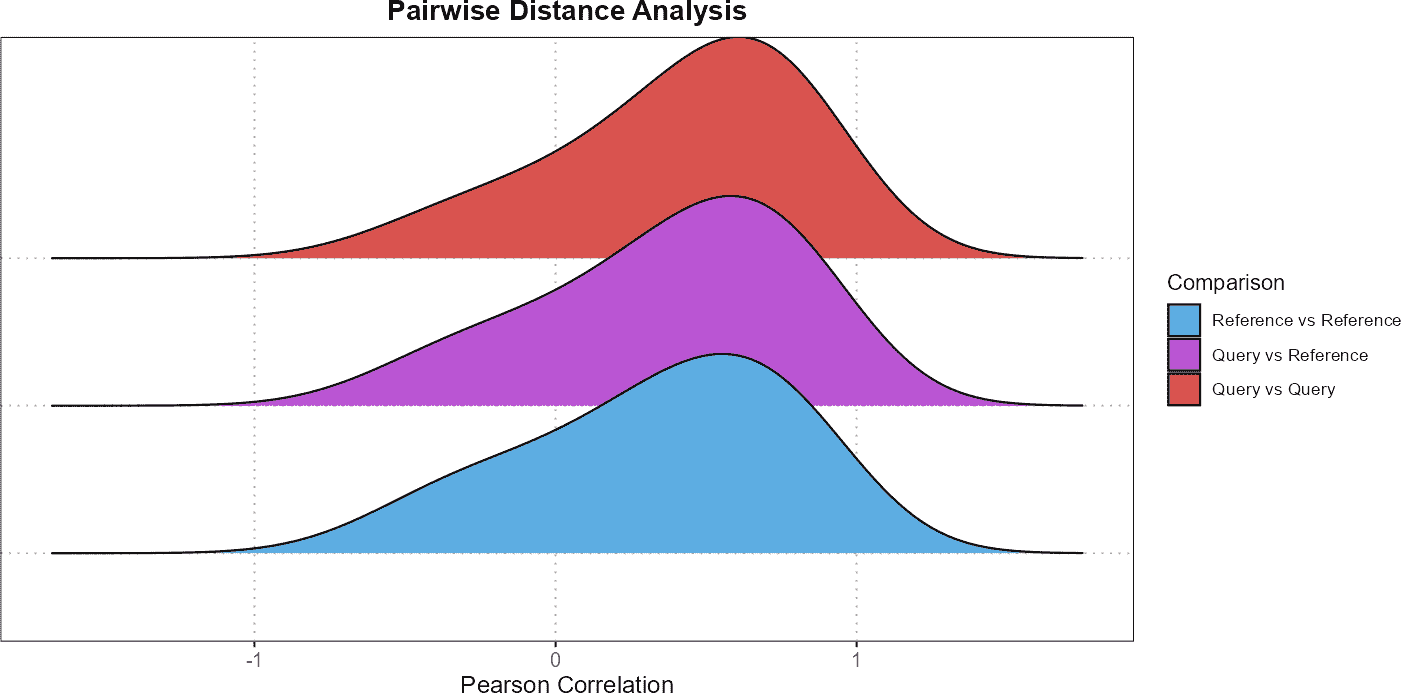 Pairwise Distance Analysis
Comparison
Reference vs Reference
Query vs Reference
Query vs Query
-1 0 1
Pearson Correlation